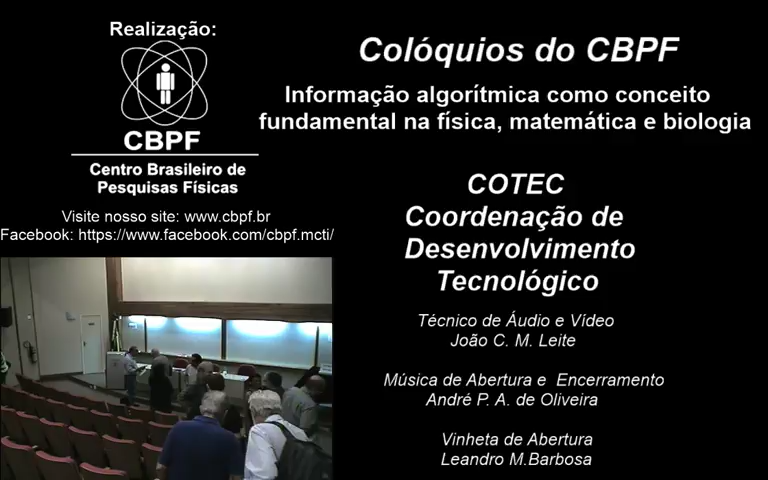 Realização:
CBPF
Centro Brasileiro de
Pesquisas Físicas
Visite nosso site: www.cbpf.br
Facebook: https://www.facebook.com/cbpf.mcti/
Colóquios do CBPF
Informação algorítmica como conceito
fundamental na física, matemática e biologia
COTEC
Coordenação de
Desenvolvimento
Tecnológico
Técnico de Áudio e Vídeo
João C. M. Leite
Música de Abertura e Encerramento
André P. A. de Oliveira
Vinheta de Abertura
Leandro M.Barbosa